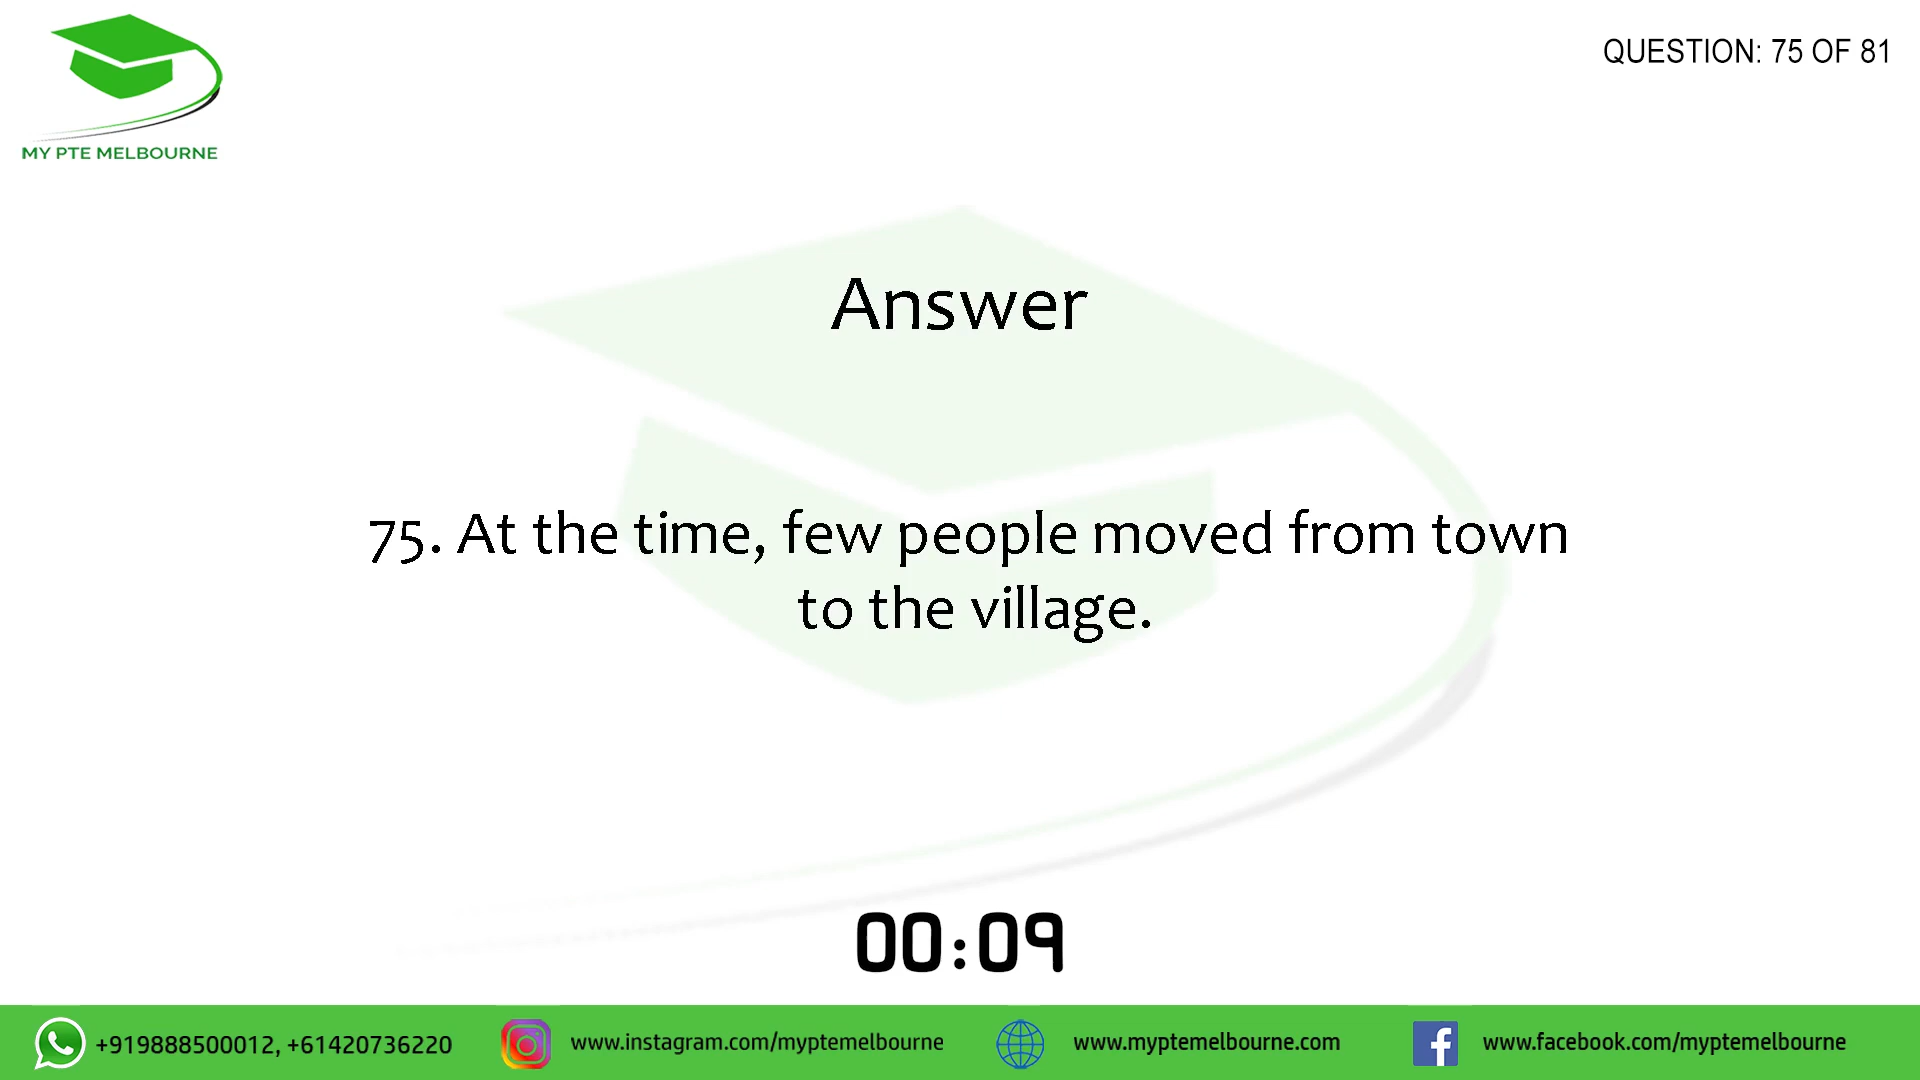 QUESTION: 75 OF 81
MY PTE MELBOURNE
Answer
75. At the time, few people moved from town
to the village.
00:09
+919888500012, +61420736220
www.instagram.com/myptemelbourne
www.myptemelbourne.com
www.facebook.com/myptemelbourne